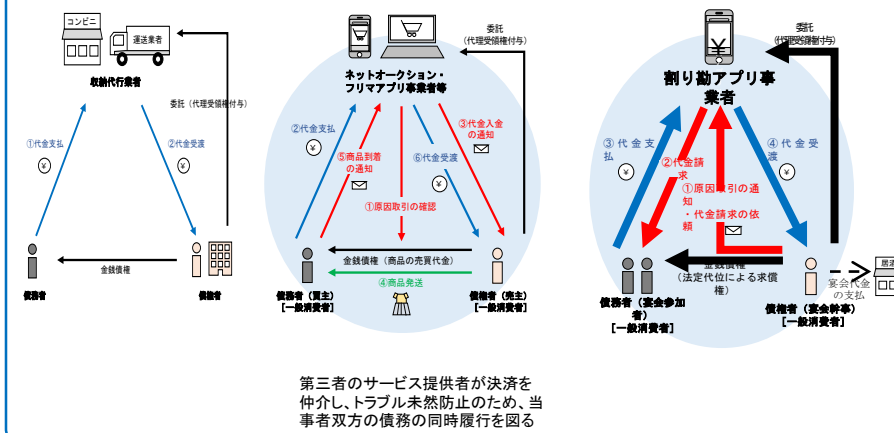 コンビニ
運送業者
収納代行業者
委託（代理受領権付与）
①代金支払
¥
②代金受渡
¥
金銭債権
債務者
債権者
委託
（代理受領権付与）
ネットオークション・
フリマアプリ事業者等
②代金支払
¥
③代金入金
の通知
⑤商品到着
の通知
⑥代金受渡
¥
①原因取引の確認
金銭債権（商品の売買代金）
④商品発送
債務者（買主）
［一般消費者］
債権者（売主）
［一般消費者］
¥
委託
（代理受領権付与）
割り勘アプリ事
業者
③代金支
払
¥
②代金請
求
④代金受
渡
¥
①原因取引の通
知
・代金請求の依
頼
金銭債権
（法定代位による求償
権）
債務者（宴会参加
者）
［一般消費者］
債権者（宴会幹事）
［一般消費者］
宴会代金
の支払
第三者のサービス提供者が決済を
仲介し、トラブル未然防止のため、当
事者双方の債務の同時履行を図る